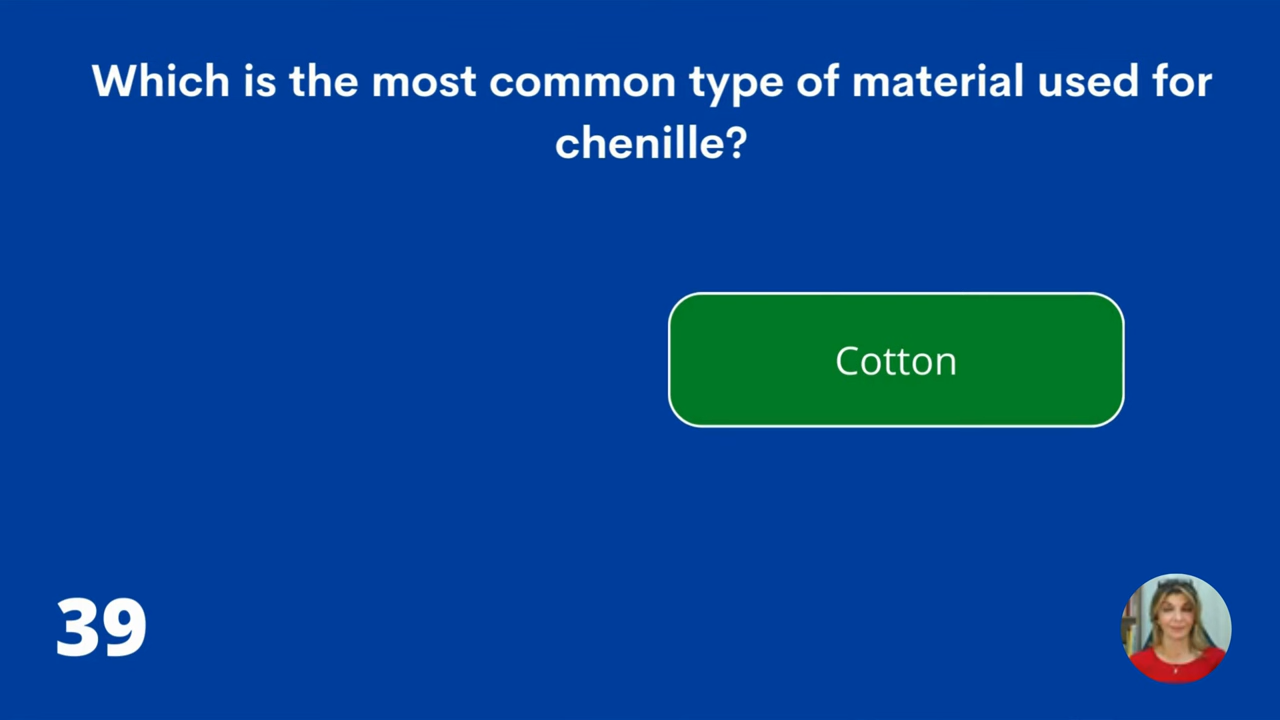 Which is the most common type of material used for
chenille?
Cotton
39